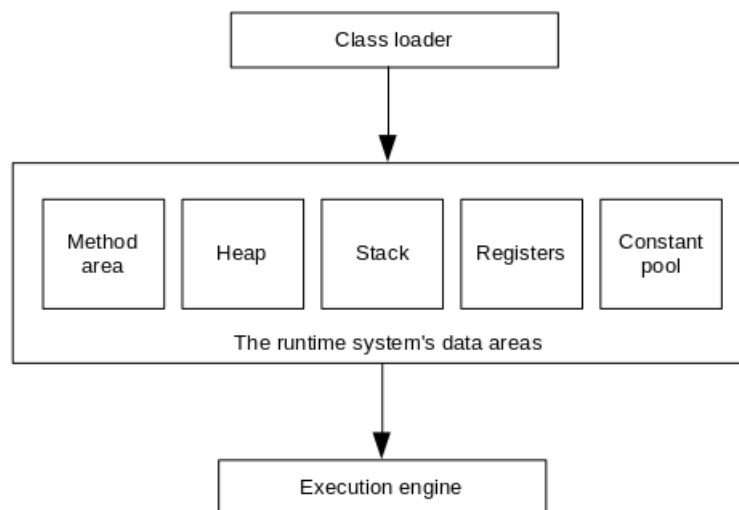 Class loader
Method
area
Heap
Stack
Registers
Constant
pool
The runtime system's data areas
Execution engine